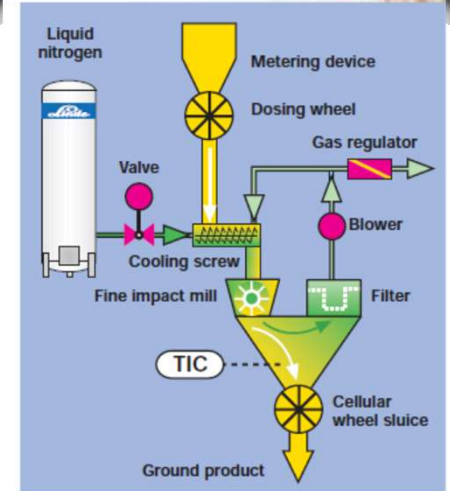 Liquid
nitrogen
Metering device
Linde
Dosing wheel
Gas regulator
Valve
Blower
Cooling screw
Fine impact mill
Filter
TIC
Cellular
wheel sluice
Ground product